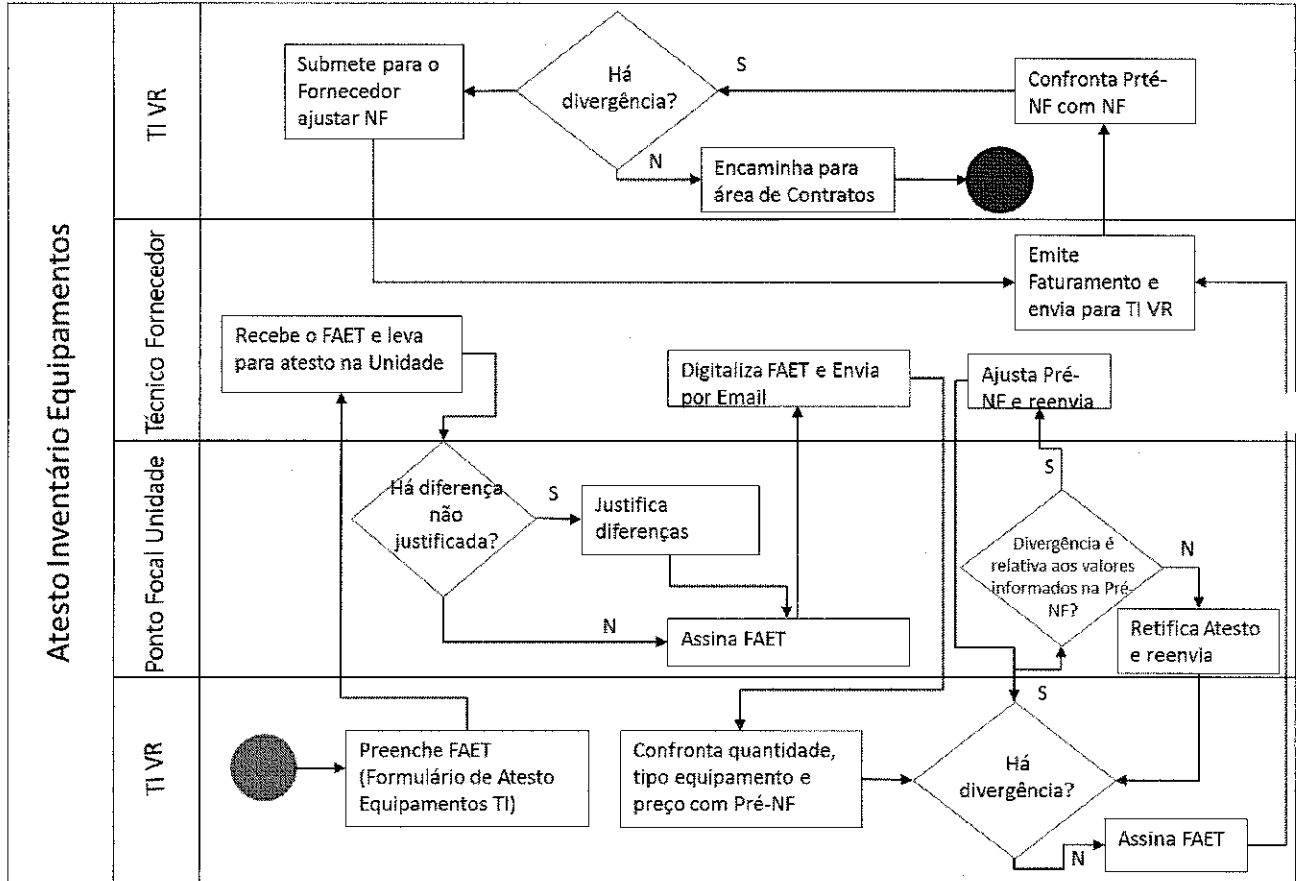 Atesto Inventário Equipamentos
TI VR
Submete para o
Fornecedor
ajustar NF
Há
divergência?
S
N
Confronta Prté-
NF com NF
Encaminha para
área de Contratos
Técnico Fornecedor
Emite
Faturamento e
envia para TI VR
Recebe o FAET e leva
para atesto na Unidade
Digitaliza FAET e Envia
por Email
Ajusta Pré-
NF e reenvia
Ponto Focal Unidade
Há diferença
não
justificada?
S
N
Justifica
diferenças
Assina FAET
S
Divergência é
relativa aos valores
informados na Pré-
NF?
N
Retifica Atesto
e reenvia
TI VR
Preenche FAET
(Formulário de Atesto
Equipamentos TI)
Confronta quantidade,
tipo equipamento e
preço com Pré-NF
S
Há
divergência?
N
Assina FAET